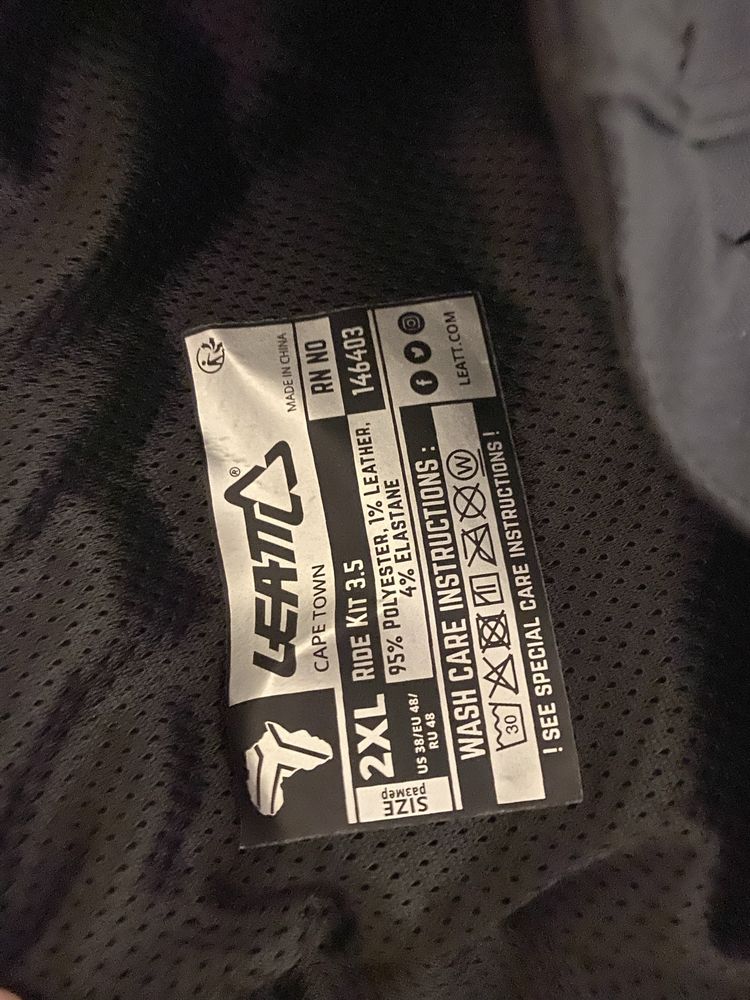 LEATT®
CAPE TOWN
MADE IN CHINA
SIZE
размер
2XL
RIDE KIT 3.5
RN NO
146403
US 38/EU 48/
RU 48
95% POLYESTER, 1% LEATHER,
4% ELASTANE
WASH CARE INSTRUCTIONS :
LEATT.COM
30
W
! SEE SPECIAL CARE INSTRUCTIONS !